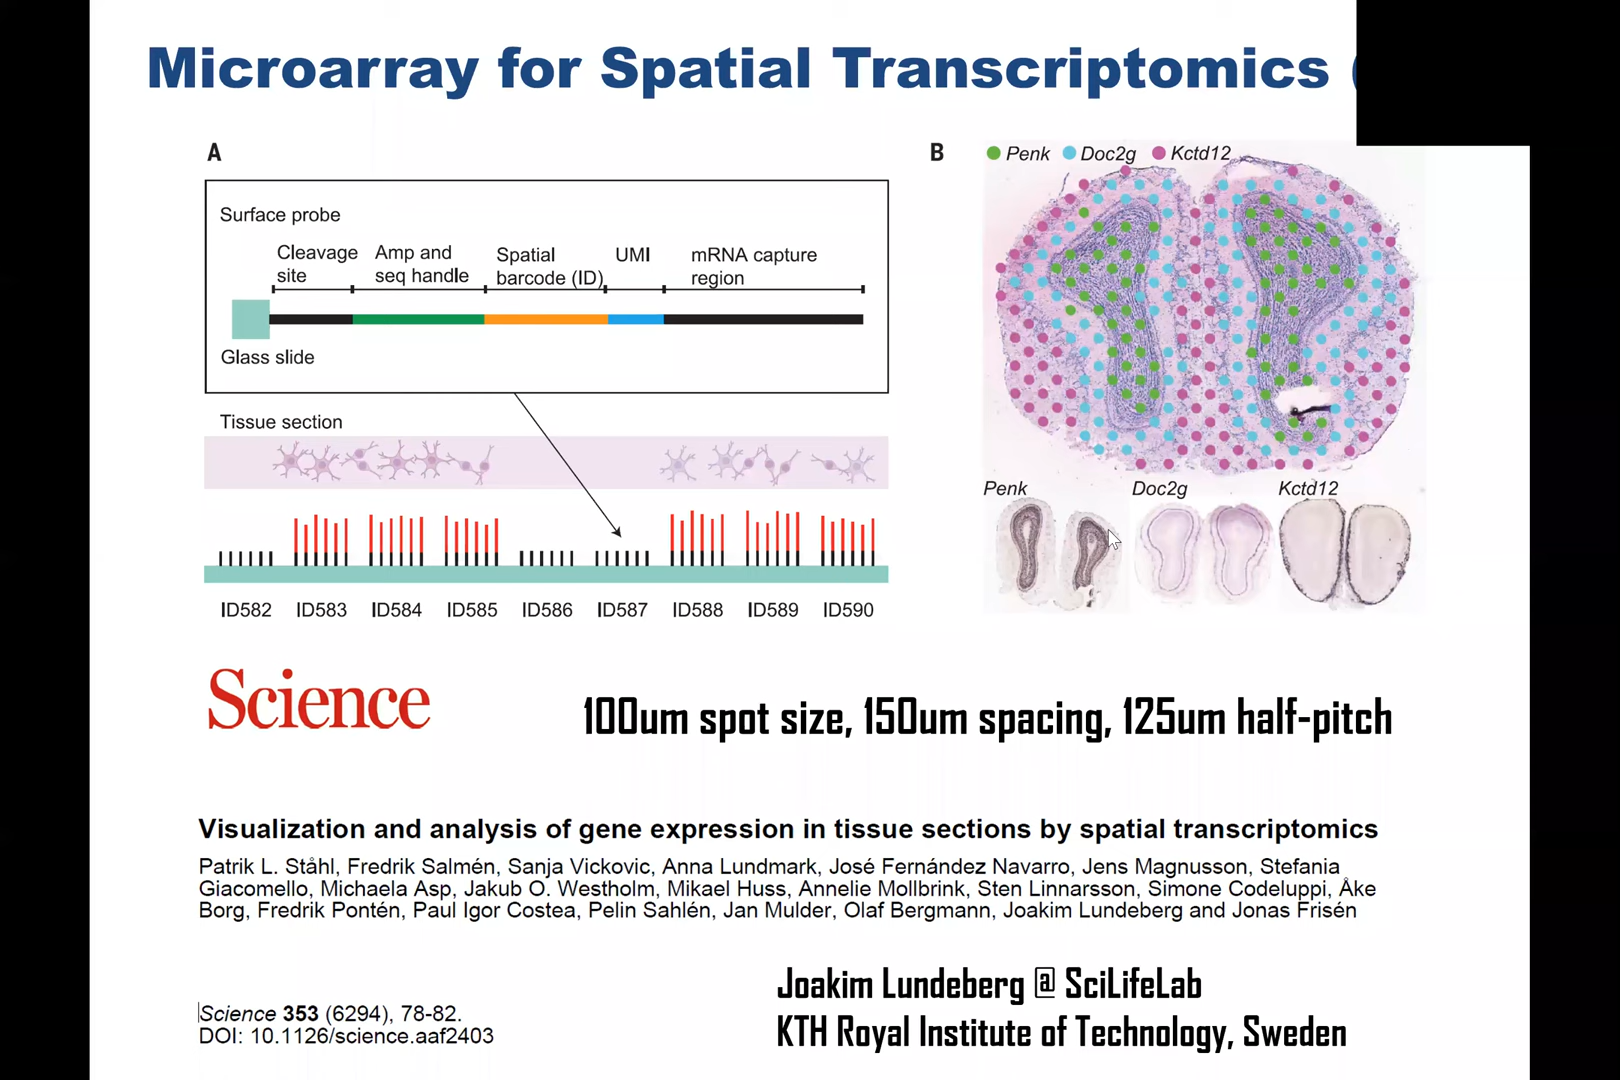 Microarray for Spatial Transcriptomics (
A
Surface probe
Cleavage site
Amp and seq handle
Spatial barcode (ID)
UMI
mRNA capture region
Glass slide
Tissue section
ID582 ID583 ID584 ID585 ID586 ID587 ID588 ID589 ID590
B
Penk Doc2g Kctd12
Penk Doc2g Kctd12
Science
100um spot size, 150um spacing, 125um half-pitch
Visualization and analysis of gene expression in tissue sections by spatial transcriptomics
Patrik L. Ståhl, Fredrik Salmén, Sanja Vickovic, Anna Lundmark, José Fernández Navarro, Jens Magnusson, Stefania
Giacomello, Michaela Asp, Jakub O. Westholm, Mikael Huss, Annelie Mollbrink, Sten Linnarsson, Simone Codeluppi, Åke
Borg, Fredrik Pontén, Paul Igor Costea, Pelin Sahlén, Jan Mulder, Olaf Bergmann, Joakim Lundeberg and Jonas Frisén
Science 353 (6294), 78-82.
DOI: 10.1126/science.aaf2403
Joakim Lundeberg @ SciLifeLab
KTH Royal Institute of Technology, Sweden